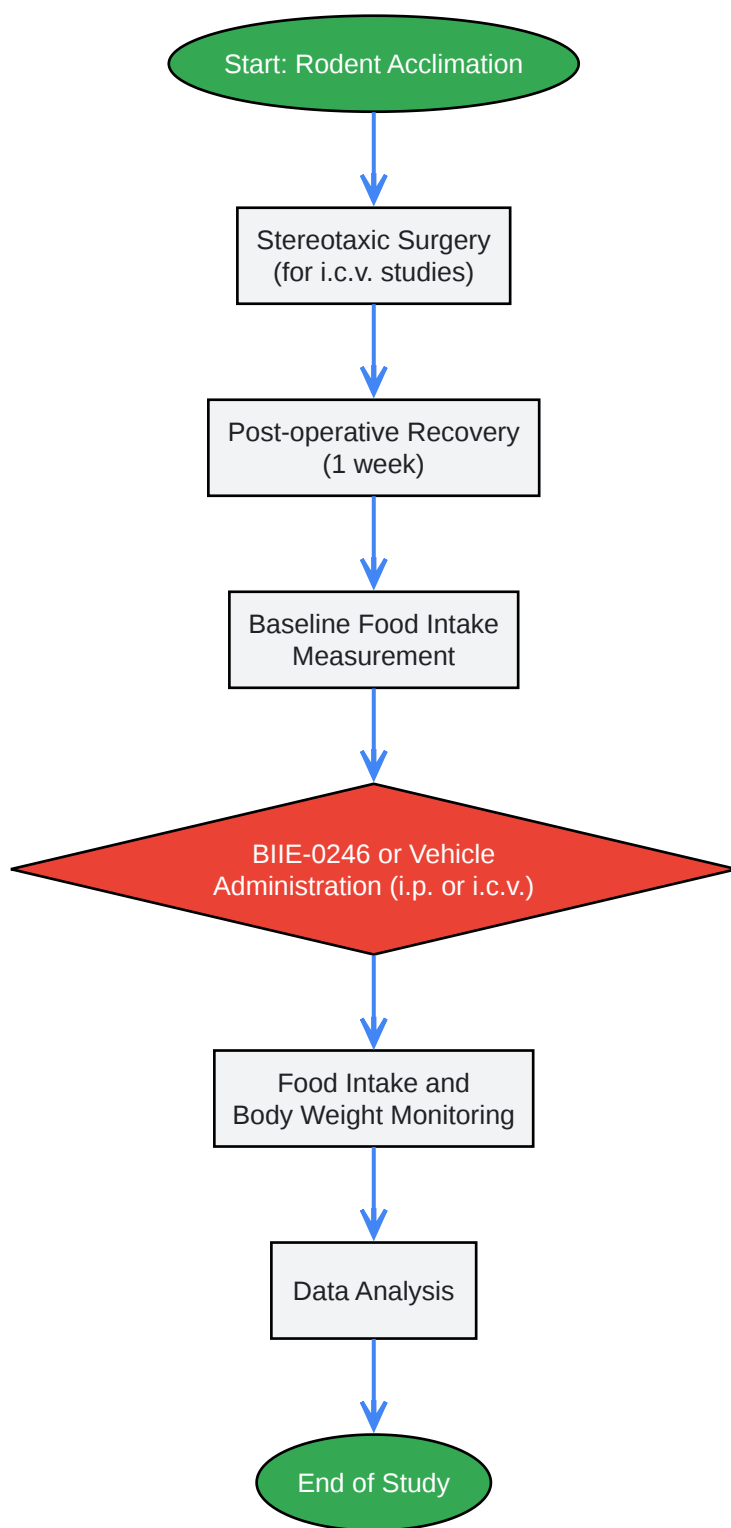 Start: Rodent Acclimation
Stereotaxic Surgery
(for i.c.v. studies)
Post-operative Recovery
(1 week)
Baseline Food Intake
Measurement
BIIE-0246 or Vehicle
Administration (i.p. or i.c.v.)
Food Intake and
Body Weight Monitoring
Data Analysis
End of Study